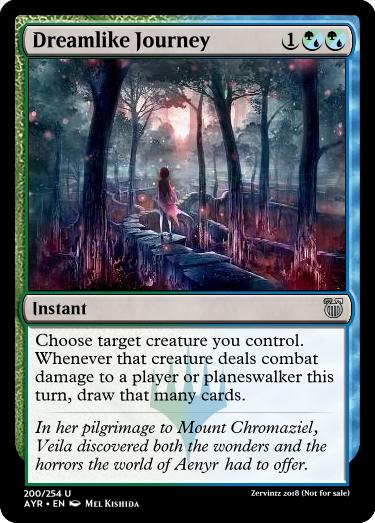 Dreamlike Journey 1
Instant
Choose target creature you control.
Whenever that creature deals combat
damage to a player or planeswalker this
turn, draw that many cards.
In her pilgrimage to Mount Chromaziel,
Veila discovered both the wonders and the
horrors the world of Aenyr had to offer.
200/254 U
Zervintz 2018 (Not for sale)
AYR • EN Mel Kishida